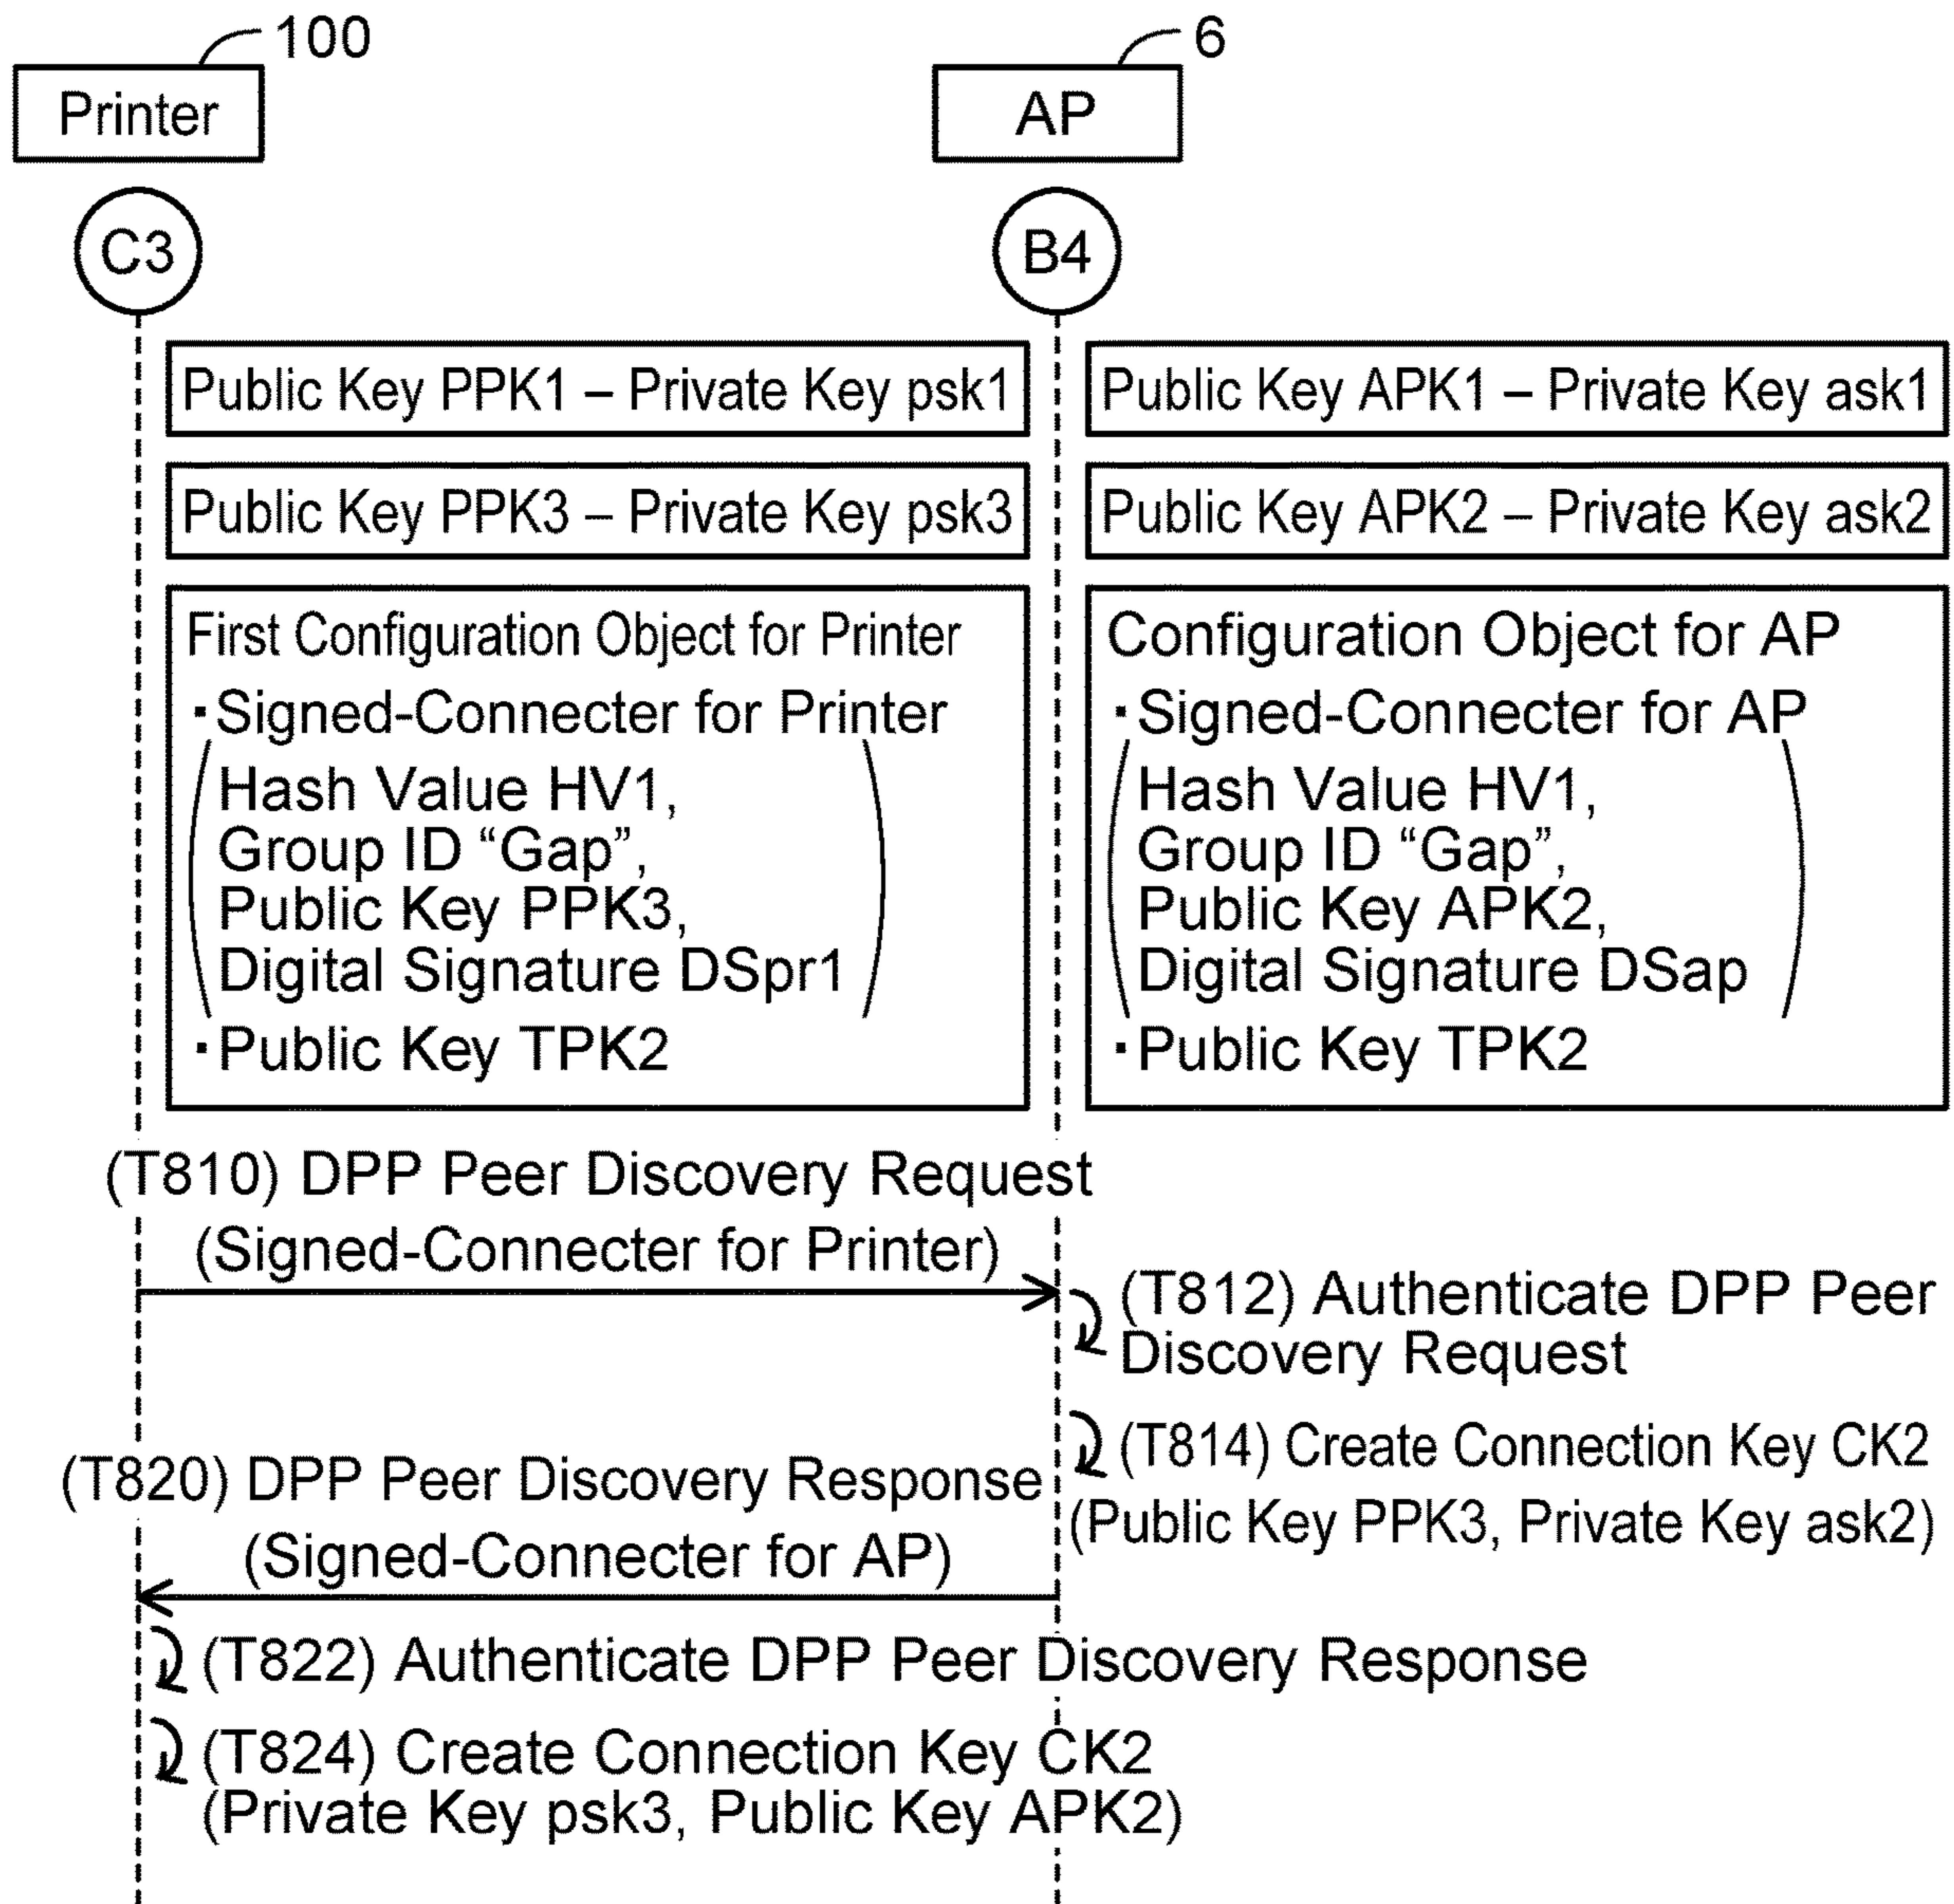 100
6
Printer
AP
C3
B4
Public Key PPK1 – Private Key psk1
Public Key APK1 – Private Key ask1
Public Key PPK3 – Private Key psk3
Public Key APK2 – Private Key ask2
First Configuration Object for Printer
・Signed-Connecter for Printer
Hash Value HV1,
Group ID “Gap”,
Public Key PPK3,
Digital Signature DSpr1
・Public Key TPK2
Configuration Object for AP
・Signed-Connecter for AP
Hash Value HV1,
Group ID “Gap”,
Public Key APK2,
Digital Signature DSap
・Public Key TPK2
(T810) DPP Peer Discovery Request
(Signed-Connecter for Printer)
(T812) Authenticate DPP Peer
Discovery Request
(T814) Create Connection Key CK2
(Public Key PPK3, Private Key ask2)
(T820) DPP Peer Discovery Response
(Signed-Connecter for AP)
(T822) Authenticate DPP Peer Discovery Response
(T824) Create Connection Key CK2
(Private Key psk3, Public Key APK2)